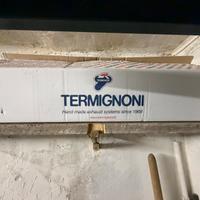 TERMIGNONI
Hand made exhaust systems since 1969